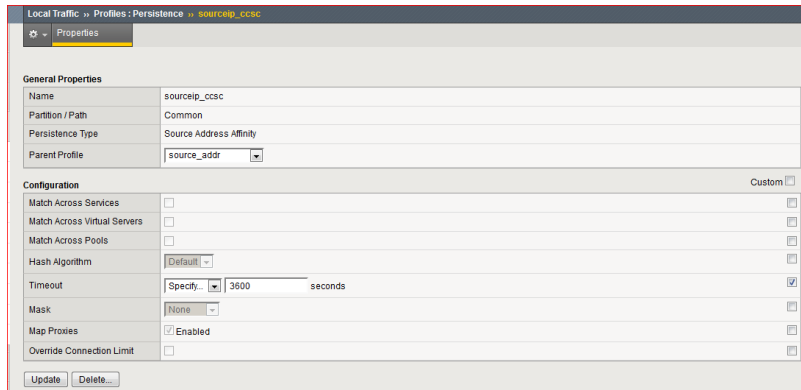 Local Traffic » Profiles : Persistence » sourceip_ccsc
Properties
General Properties
Name sourceip_ccsc
Partition / Path Common
Persistence Type Source Address Affinity
Parent Profile source_addr
Configuration Custom
Match Across Services
Match Across Virtual Servers
Match Across Pools
Hash Algorithm Default
Timeout Specify... 3600 seconds
Mask None
Map Proxies Enabled
Override Connection Limit
Update Delete...